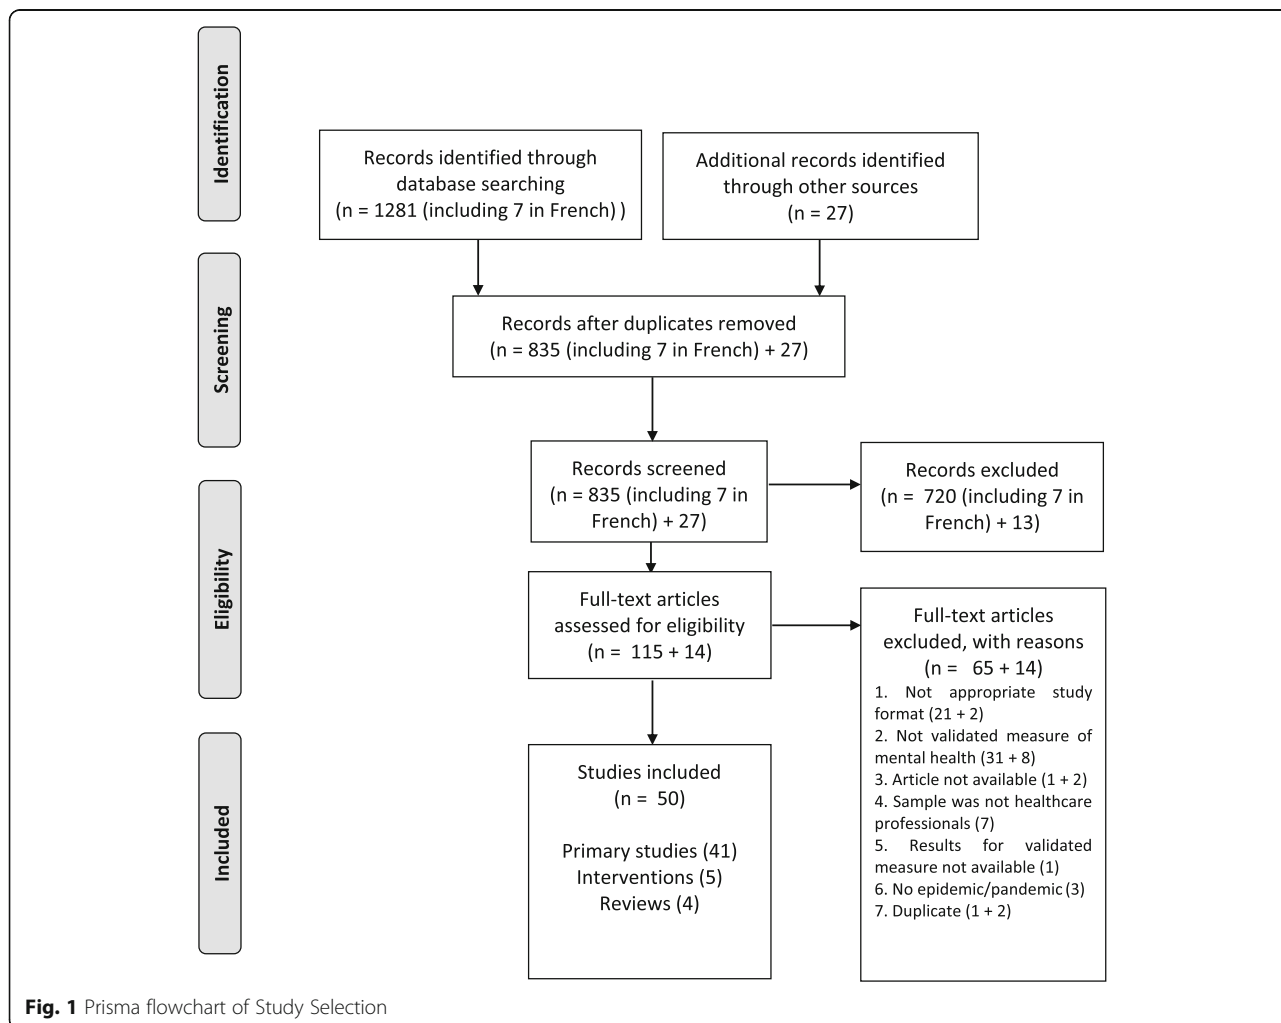 Identification
Records identified through
database searching
(n = 1281 (including 7 in French) )
Additional records identified
through other sources
(n = 27)
Screening
Records after duplicates removed
(n = 835 (including 7 in French) + 27)
Records screened
(n = 835 (including 7 in
French) + 27)
Records excluded
(n = 720 (including 7 in
French) + 13)
Eligibility
Full-text articles
assessed for eligibility
(n = 115 + 14)
Full-text articles
excluded, with reasons
(n = 65 + 14)
1. Not appropriate study
format (21 + 2)
2. Not validated measure of
mental health (31 + 8)
3. Article not available (1 + 2)
4. Sample was not healthcare
professionals (7)
5. Results for validated
measure not available (1)
6. No epidemic/pandemic (3)
7. Duplicate (1 + 2)
Included
Studies included
(n = 50)
Primary studies (41)
Interventions (5)
Reviews (4)
Fig. 1 Prisma flowchart of Study Selection